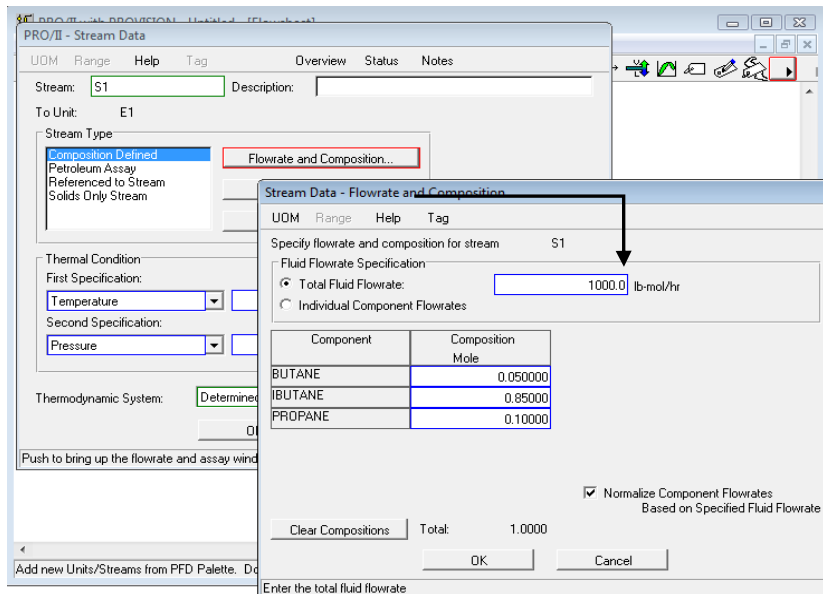 PRO/II with PROVISION - Untitled - [Flowsheet]
PRO/II - Stream Data
UOM Range Help Tag Overview Status Notes
Stream: S1 Description:
To Unit: E1
Stream Type
Composition Defined
Petroleum Assay
Referenced to Stream
Solids Only Stream
Flowrate and Composition...
Thermal Condition
First Specification:
Temperature
Second Specification:
Pressure
Thermodynamic System: Determined
Push to bring up the flowrate and assay wind
Add new Units/Streams from PFD Palette.
Stream Data - Flowrate and Composition
UOM Range Help Tag
Specify flowrate and composition for stream S1
Fluid Flowrate Specification
Total Fluid Flowrate: 1000.0 lb-mol/hr
Individual Component Flowrates
Component Composition
Mole
BUTANE 0.050000
IBUTANE 0.85000
PROPANE 0.10000
Normalize Component Flowrates
Based on Specified Fluid Flowrate
Clear Compositions Total: 1.0000
OK Cancel
Enter the total fluid flowrate